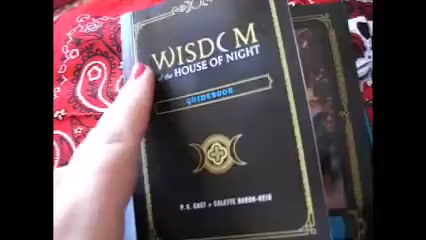 WISDOM
of the HOUSE OF NIGHT
GUIDEBOOK
P. C. CAST + COLETTE BARON-REID